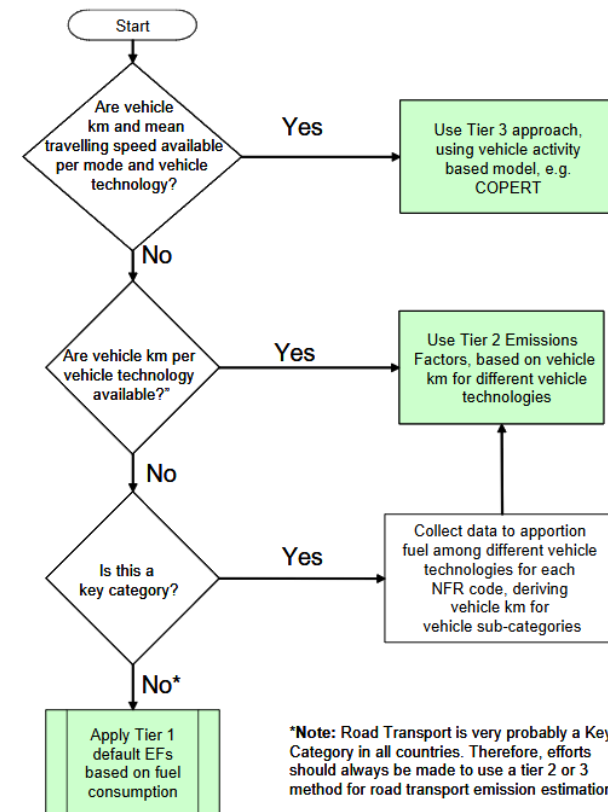 Start
Are vehicle
km and mean
travelling speed available
per mode and vehicle
technology?
Yes
Use Tier 3 approach,
using vehicle activity
based model, e.g.
COPERT
No
Are vehicle km per
vehicle technology
available?”
Yes
Use Tier 2 Emissions
Factors, based on vehicle
km for different vehicle
technologies
No
Is this a
key category?
Yes
Collect data to apportion
fuel among different vehicle
technologies for each
NFR code, deriving
vehicle km for
vehicle sub-categories
No*
Apply Tier 1
default EFs
based on fuel
consumption
*Note: Road Transport is very probably a Key
Category in all countries. Therefore, efforts
should always be made to use a tier 2 or 3
method for road transport emission estimation